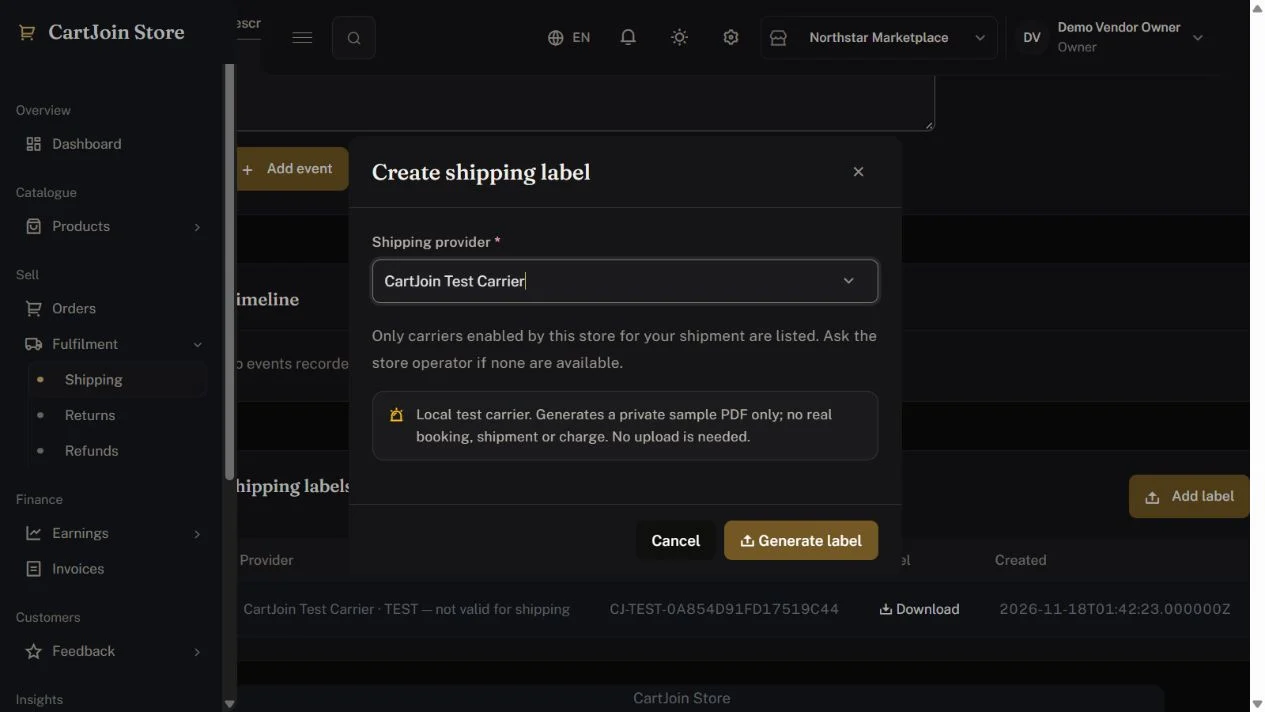 CartJoin Store
escr
EN
Northstar Marketplace
DV
Demo Vendor Owner
Owner
Overview
Dashboard
Catalogue
Products
Sell
Orders
Fulfilment
Shipping
Returns
Refunds
Finance
Earnings
Invoices
Customers
Feedback
Insights
Add event
imeline
events recorde
hipping labels
Add label
Create shipping label
Shipping provider *
CartJoin Test Carrier
Only carriers enabled by this store for your shipment are listed. Ask the
store operator if none are available.
Local test carrier. Generates a private sample PDF only; no real
booking, shipment or charge. No upload is needed.
Cancel
Generate label
Provider
el
Created
CartJoin Test Carrier · TEST — not valid for shipping
CJ-TEST-0A854D91FD17519C44
Download
2026-11-18T01:42:23.000000Z
CartJoin Store